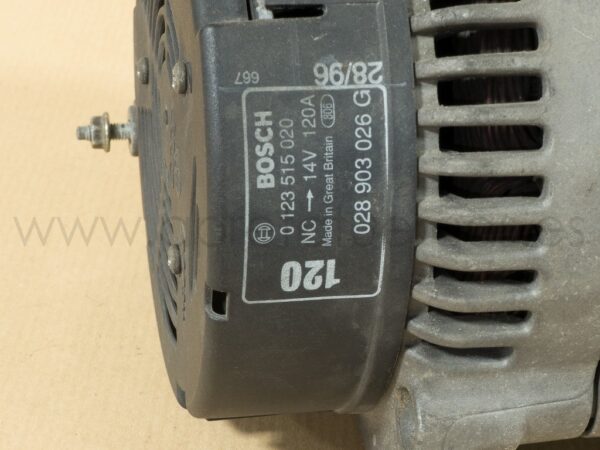 BOSCH
0 123 515 020
NC → 14V 120A
Made in Great Britain 806
028 903 026 G
120
28/96
667